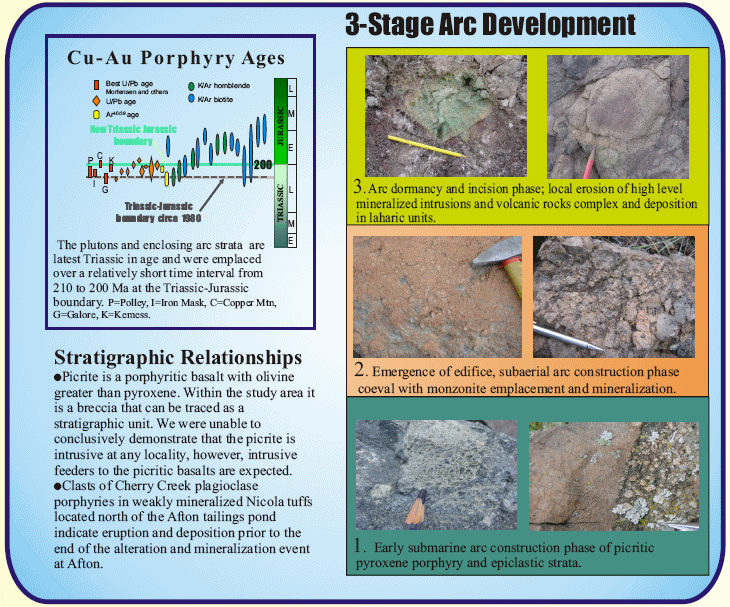 3-Stage Arc Development
Cu-Au Porphyry Ages
Best U/Pb age
Mortensen and others
U/Pb age
Ar40/39 age
K/Ar homblende
K/Ar biotite
New Triassic Jurassic
boundary
P
C
K
I
G
200
JURASSIC
TRIASSIC
L
M
E
L
M
E
Triassic-Jurassic
boundary circa 1980
The plutons and enclosing arc strata are
latest Triassic in age and were emplaced
over a relatively short time interval from
210 to 200 Ma at the Triassic-Jurassic
boundary. P=Polley, I=Iron Mask, C=Copper Mtn,
G=Galore, K=Kemess.
Stratigraphic Relationships
●Picrite is a porphyritic basalt with olivine
greater than pyroxene. Within the study area it
is a breccia that can be traced as a
stratigraphic unit. We were unable to
conclusively demonstrate that the picrite is
intrusive at any locality, however, intrusive
feeders to the picritic basalts are expected.
●Clasts of Cherry Creek plagioclase
porphyries in weakly mineralized Nicola tuffs
located north of the Afton tailings pond
indicate eruption and deposition prior to the
end of the alteration and mineralization event
at Afton.
3. Arc dormancy and incision phase; local erosion of high level
mineralized intrusions and volcanic rocks complex and deposition
in laharic units.
2. Emergence of edifice, subaerial arc construction phase
coeval with monzonite emplacement and mineralization.
1. Early submarine arc construction phase of picritic
pyroxene porphyry and epiclastic strata.